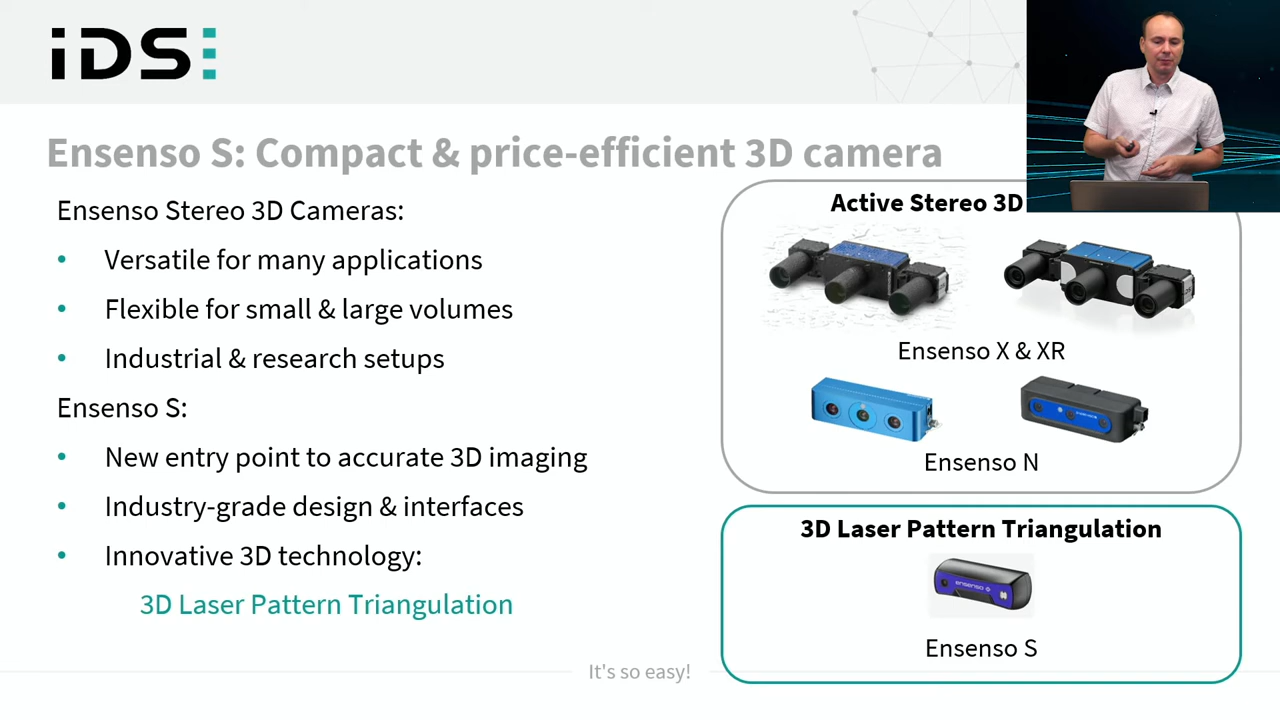 iDS
Ensenso S: Compact & price-efficient 3D camera
Ensenso Stereo 3D Cameras:
• Versatile for many applications
• Flexible for small & large volumes
• Industrial & research setups
Ensenso S:
• New entry point to accurate 3D imaging
• Industry-grade design & interfaces
• Innovative 3D technology:
3D Laser Pattern Triangulation
Active Stereo 3D
Ensenso X & XR
Ensenso N
3D Laser Pattern Triangulation
ensenso
Ensenso S
It's so easy!